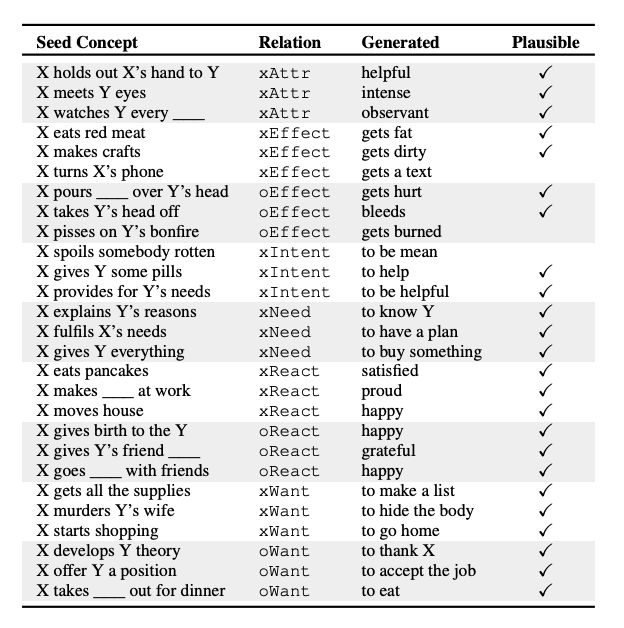 Seed Concept Relation Generated Plausible
X holds out X's hand to Y xAttr helpful ✓
X meets Y eyes xAttr intense ✓
X watches Y every ____ xAttr observant ✓
X eats red meat xEffect gets fat ✓
X makes crafts xEffect gets dirty ✓
X turns X's phone xEffect gets a text
X pours ____ over Y's head oEffect gets hurt ✓
X takes Y's head off oEffect bleeds ✓
X pisses on Y's bonfire oEffect gets burned
X spoils somebody rotten xIntent to be mean
X gives Y some pills xIntent to help ✓
X provides for Y's needs xIntent to be helpful ✓
X explains Y's reasons xNeed to know Y ✓
X fulfils X's needs xNeed to have a plan ✓
X gives Y everything xNeed to buy something ✓
X eats pancakes xReact satisfied ✓
X makes ____ at work xReact proud ✓
X moves house xReact happy ✓
X gives birth to the Y oReact happy ✓
X gives Y's friend ____ oReact grateful ✓
X goes ____ with friends oReact happy ✓
X gets all the supplies xWant to make a list ✓
X murders Y's wife xWant to hide the body ✓
X starts shopping xWant to go home ✓
X develops Y theory oWant to thank X ✓
X offer Y a position oWant to accept the job ✓
X takes ____ out for dinner oWant to eat ✓